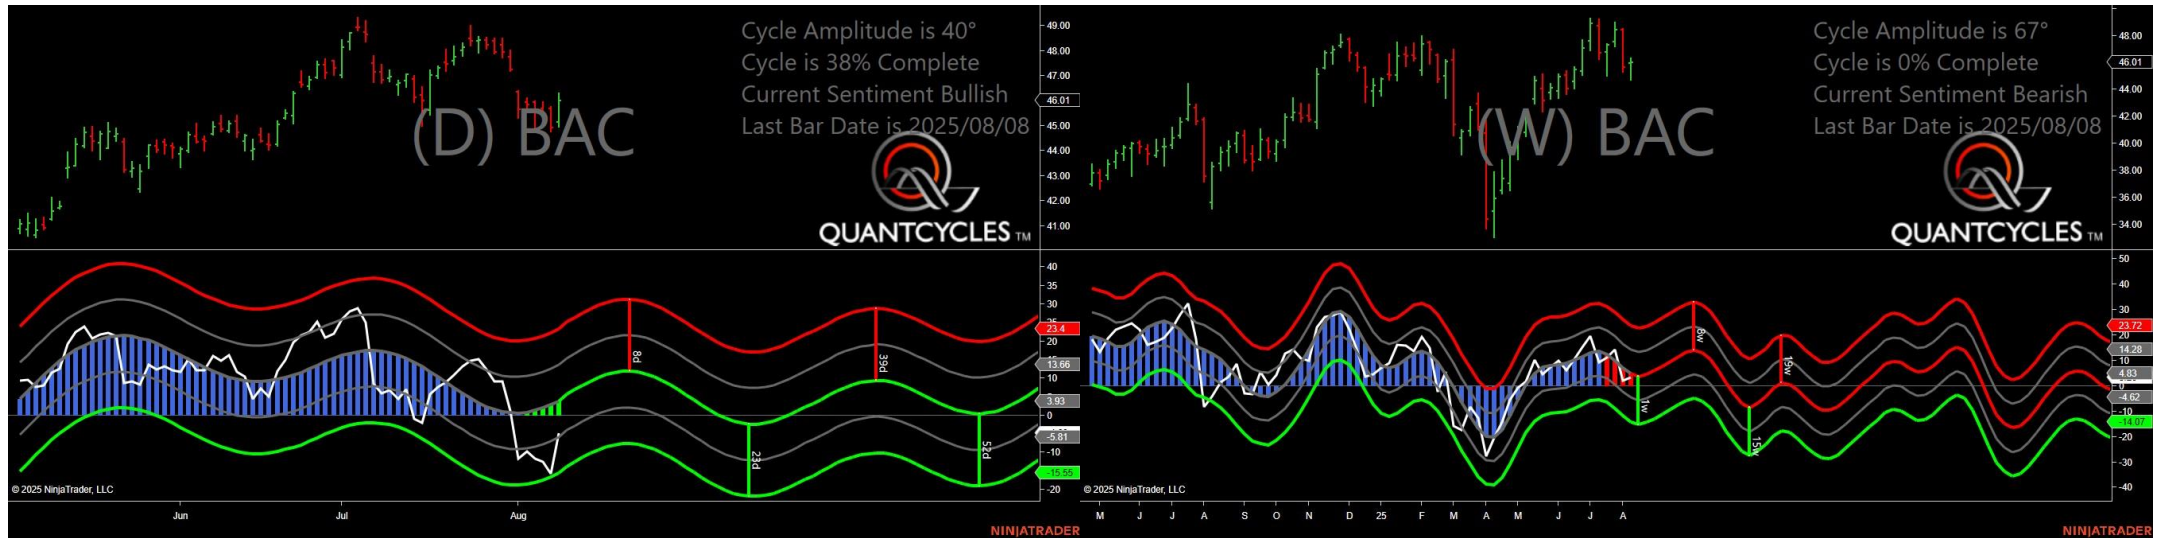 Cycle Amplitude is 40°
Cycle is 38% Complete
Current Sentiment Bullish
Last Bar Date is 2025/08/08
(D) BAC
QUANTCYCLES TM
49.00
48.00
47.00
46.01
45.00
44.00
43.00
42.00
41.00
40
35
30
25
23.4
20
13.66
10
3.93
0
-5.81
-10
-15.55
-20
8d
23d
39d
52d
© 2025 NinjaTrader, LLC
Jun
Jul
Aug
NINJATRADER
Cycle Amplitude is 67°
Cycle is 0% Complete
Current Sentiment Bearish
Last Bar Date is 2025/08/08
(W) BAC
QUANTCYCLES TM
48.00
46.01
44.00
42.00
40.00
38.00
36.00
34.00
50
40
30
23.72
20
14.28
10
4.83
0
-4.62
-10
-14.07
-20
-30
-40
1w
8w
15w
19w
© 2025 NinjaTrader, LLC
M
J
J
A
S
O
N
D
25
F
M
A
M
J
J
A
NINJATRADER